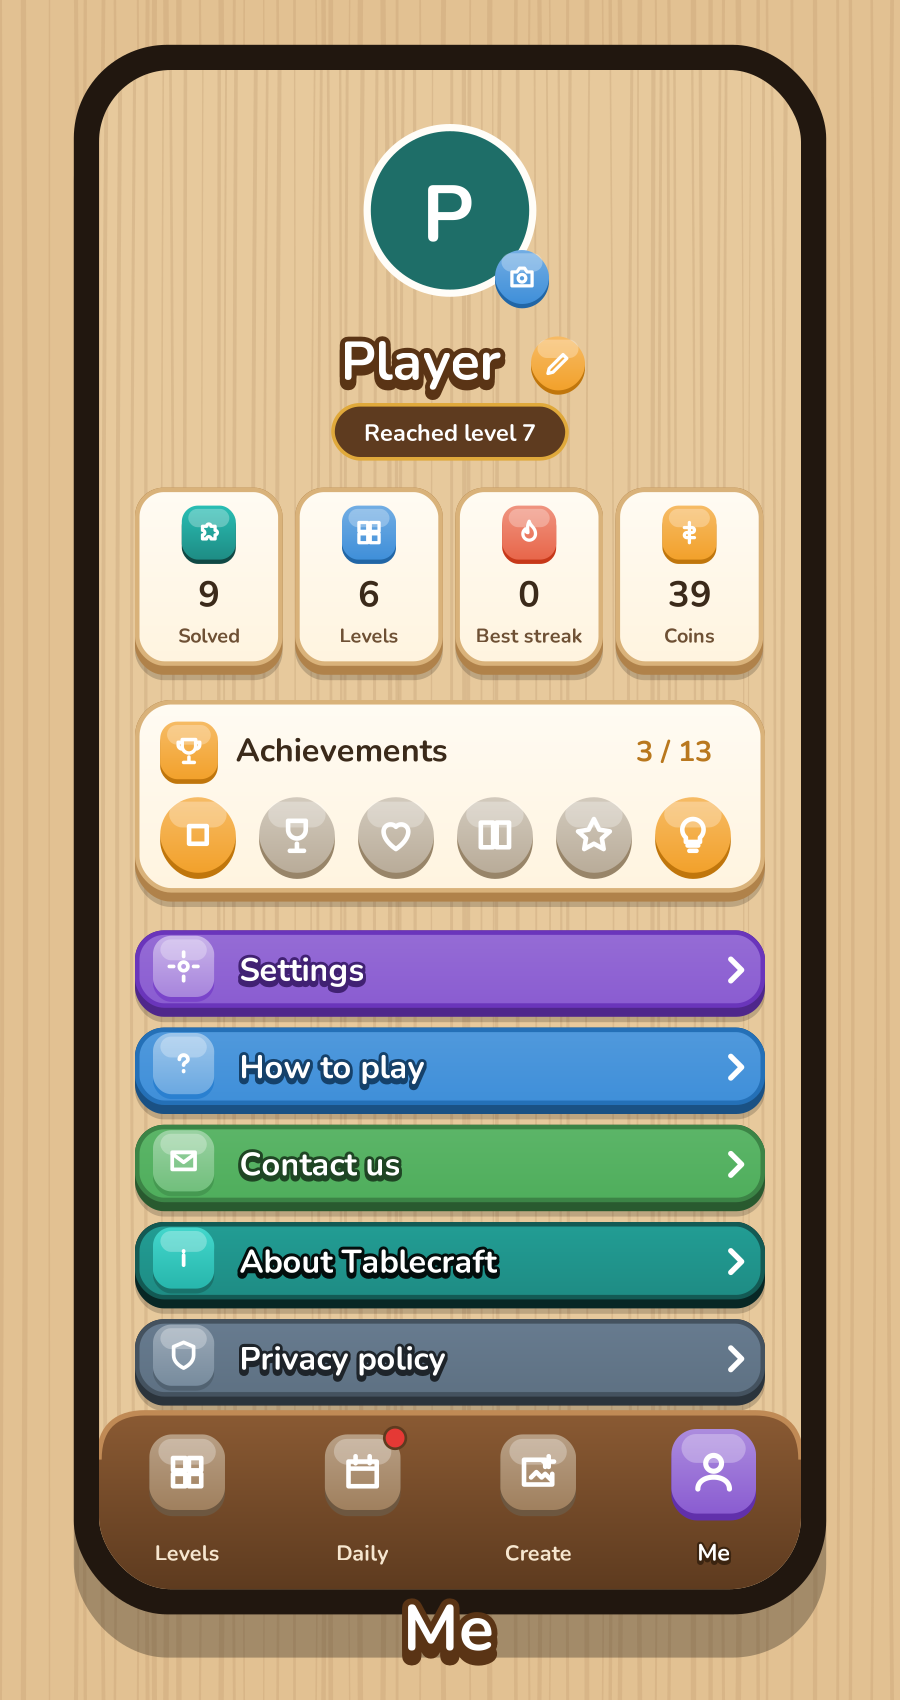 P
Player
Reached level 7
9
6
0
39
Solved
Levels
Best streak
Coins
Achievements
3 / 13
Settings
?
How to play
Contact us
i
About Tablecraft
Privacy policy
Levels
Daily
Create
Me
Me